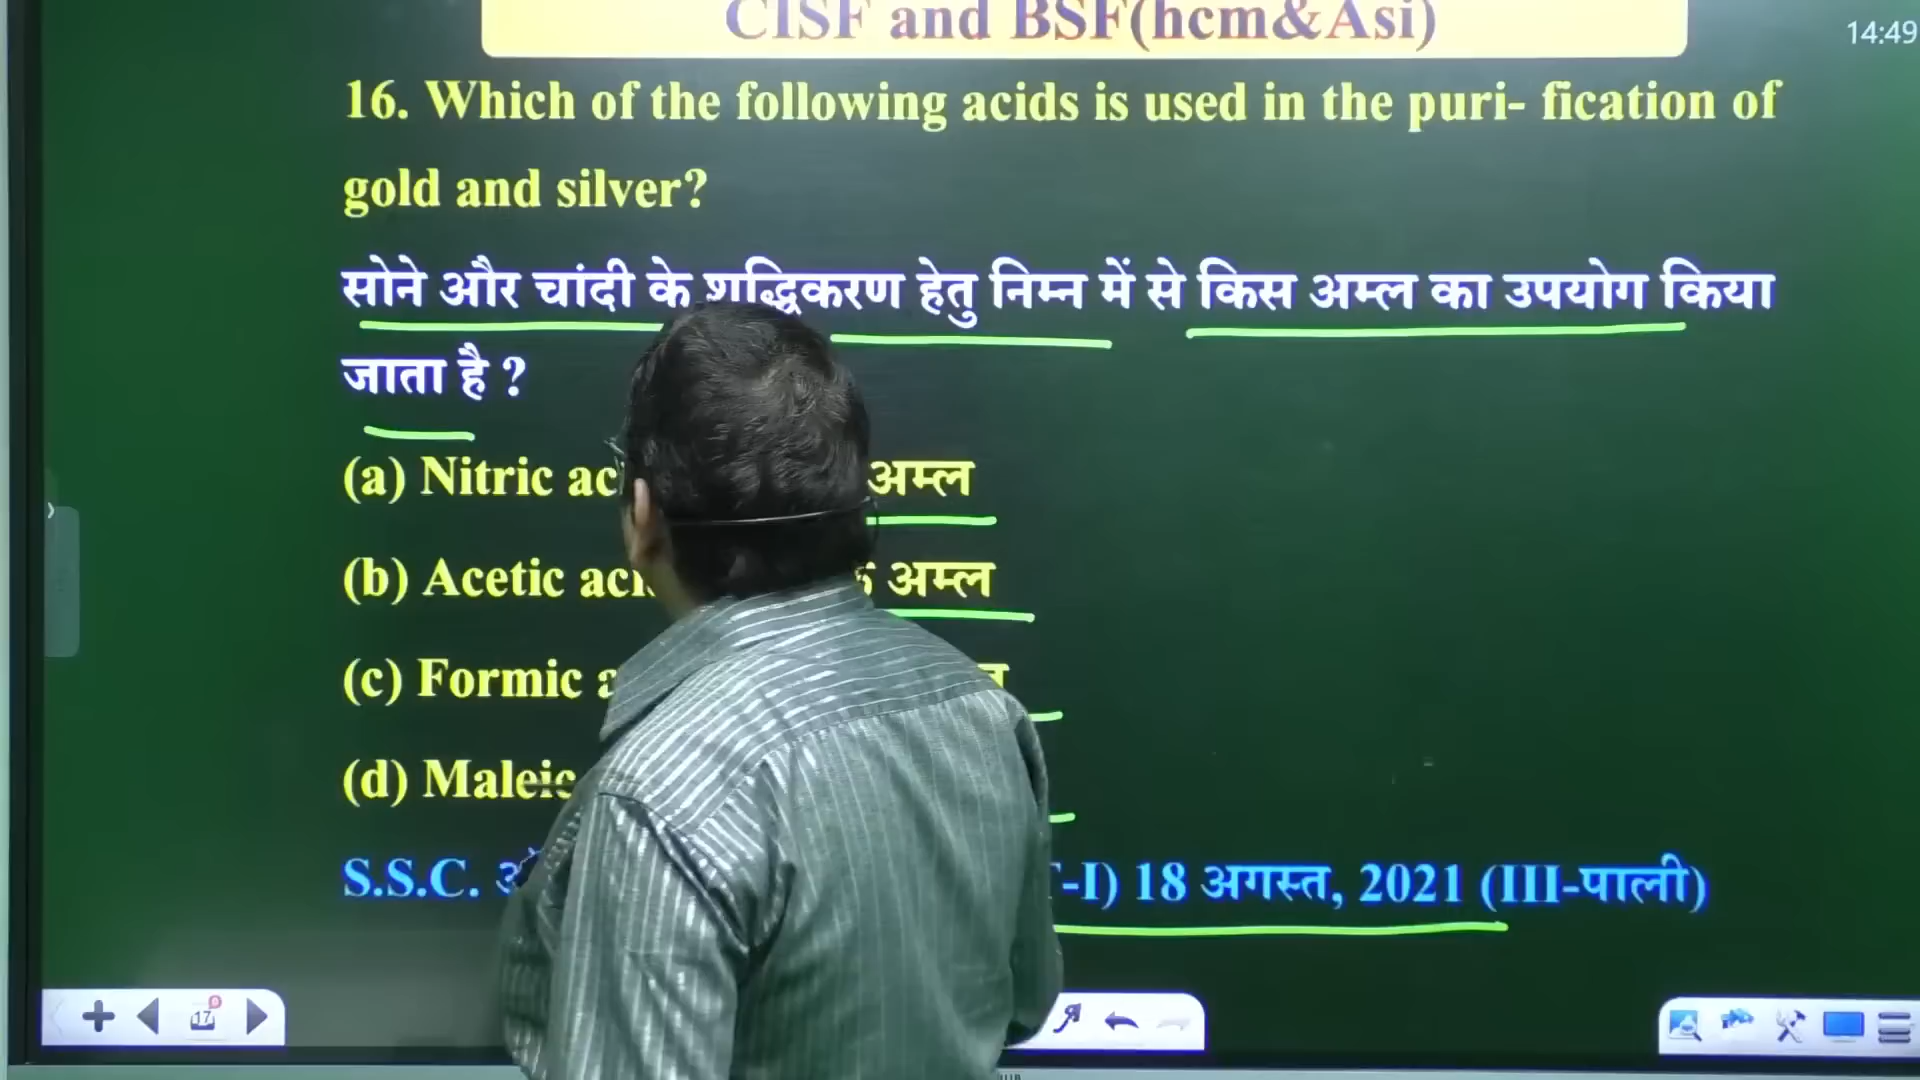 CISF and BSF(hcm&Asi)
14:49
16. Which of the following acids is used in the puri- fication of
gold and silver?
सोने और चांदी के शुद्धिकरण हेतु निम्न में से किस अम्ल का उपयोग किया
जाता है ?
(a) Nitric अम्ल
(b) Acetic अम्ल
(c) Formic
(d) Maleic
S.S.C. -I) 18 अगस्त, 2021 (III-पाली)
17